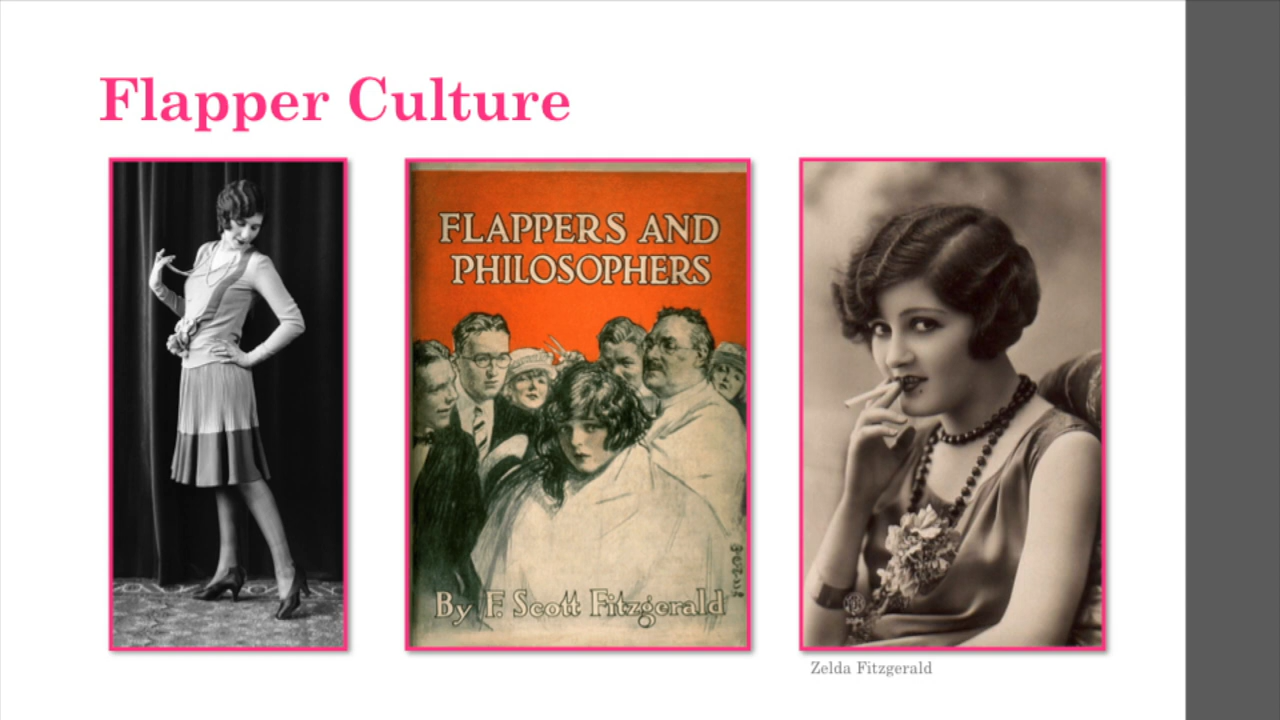 Flapper Culture
FLAPPERS AND
PHILOSOPHERS
By F. Scott Fitzgerald
Zelda Fitzgerald